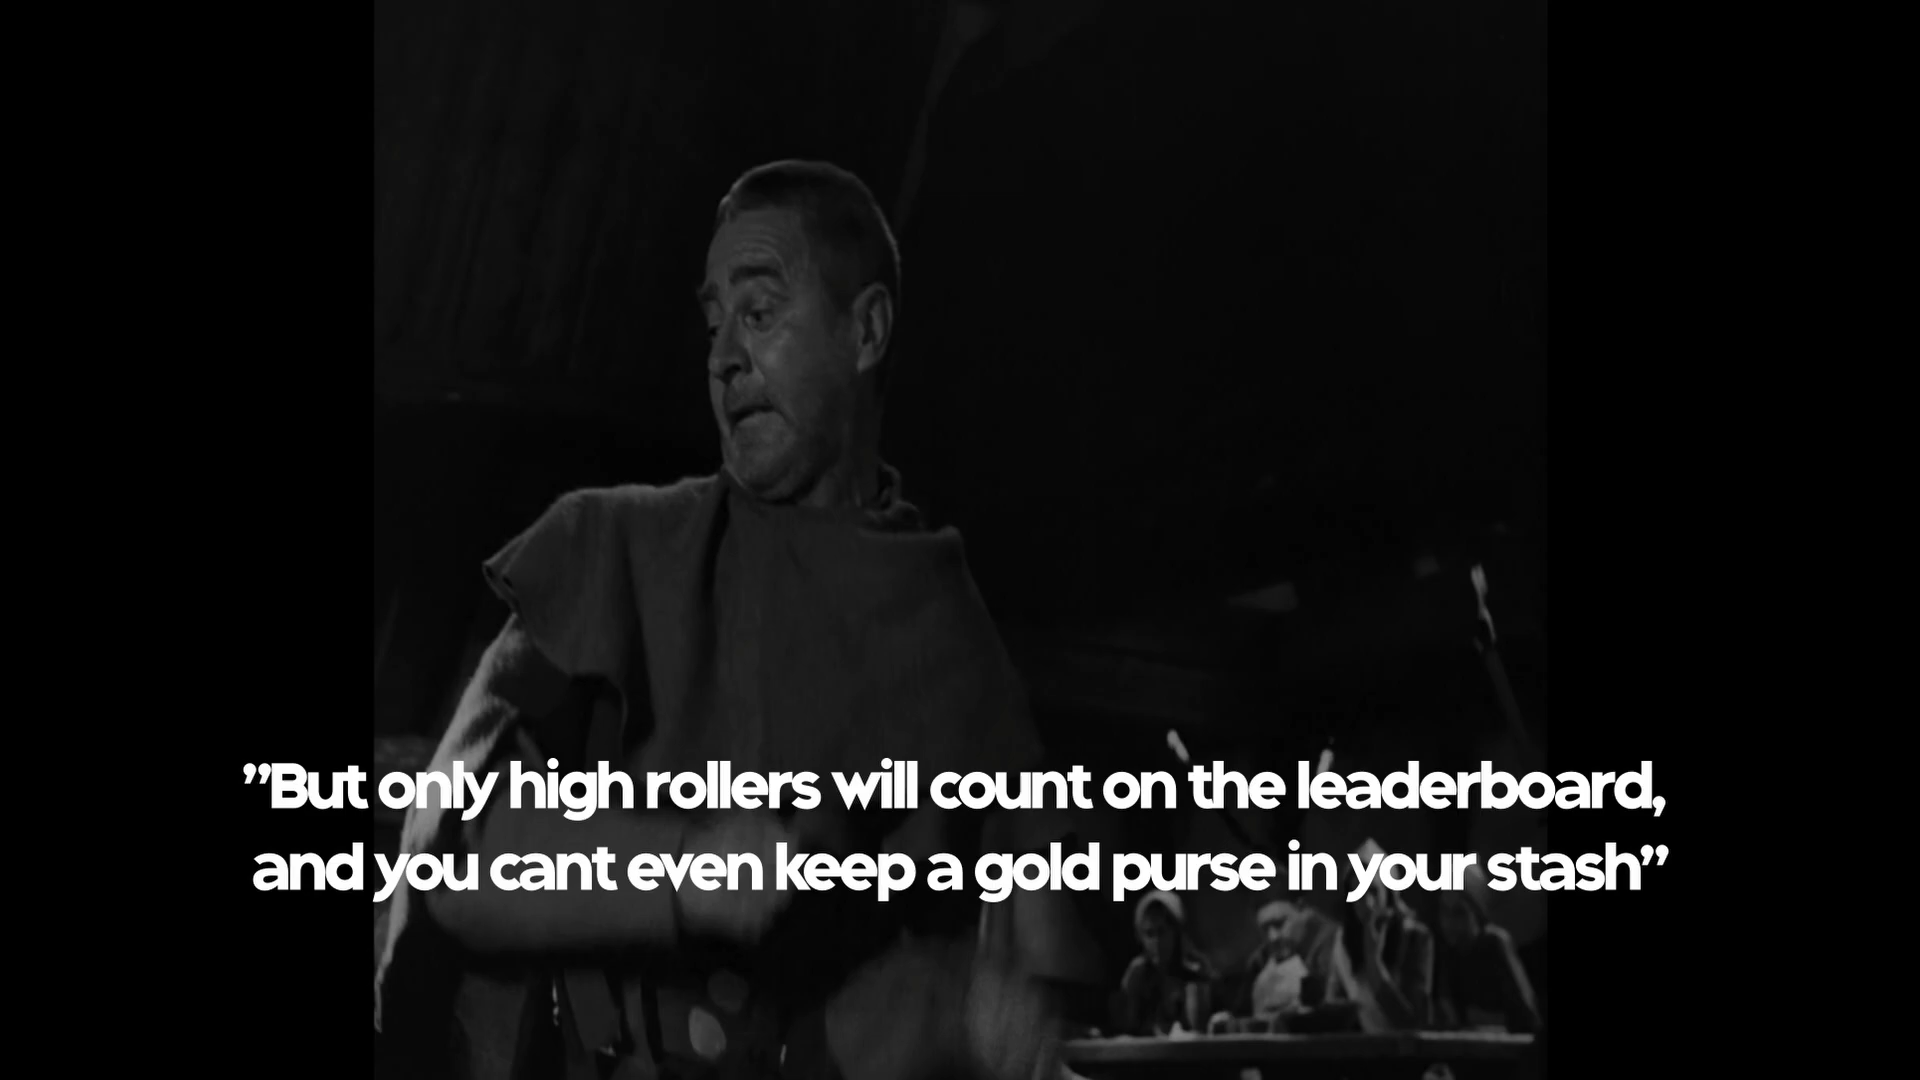 ”But only high rollers will count on the leaderboard,
and you cant even keep a gold purse in your stash”